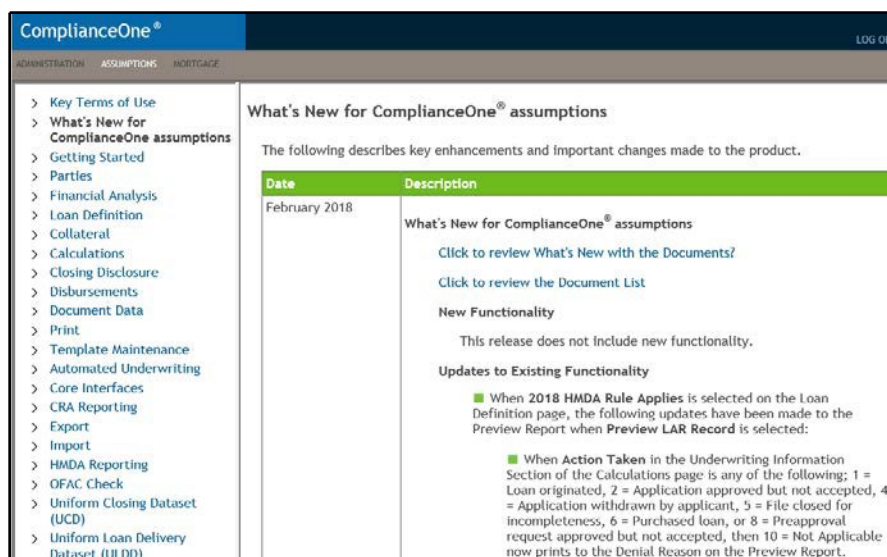 ComplianceOne®
LOG O
ADMINISTRATION ASSUMPTIONS MORTGAGE
> Key Terms of Use
> What's New for
ComplianceOne assumptions
> Getting Started
> Parties
> Financial Analysis
> Loan Definition
> Collateral
> Calculations
> Closing Disclosure
> Disbursements
> Document Data
> Print
> Template Maintenance
> Automated Underwriting
> Core Interfaces
> CRA Reporting
> Export
> Import
> HMDA Reporting
> OFAC Check
> Uniform Closing Dataset
(UCD)
> Uniform Loan Delivery
Dataset (ULDD)
What's New for ComplianceOne® assumptions
The following describes key enhancements and important changes made to the product.
Date Description
February 2018
What's New for ComplianceOne® assumptions
Click to review What's New with the Documents?
Click to review the Document List
New Functionality
This release does not include new functionality.
Updates to Existing Functionality
When 2018 HMDA Rule Applies is selected on the Loan
Definition page, the following updates have been made to the
Preview Report when Preview LAR Record is selected:
When Action Taken in the Underwriting Information
Section of the Calculations page is any of the following; 1 =
Loan originated, 2 = Application approved but not accepted, 4
= Application withdrawn by applicant, 5 = File closed for
incompleteness, 6 = Purchased loan, or 8 = Preapproval
request approved but not accepted, then 10 = Not Applicable
now prints to the Denial Reason on the Preview Report.